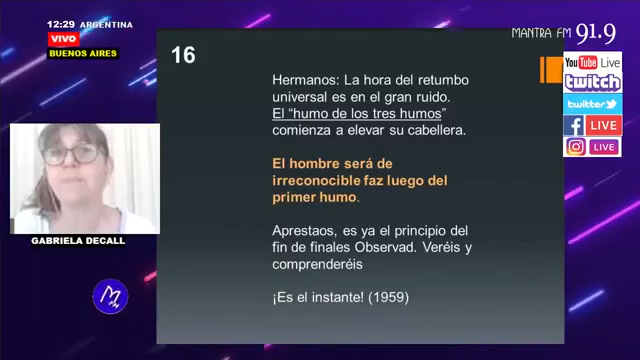 12:29 ARGENTINA
VIVO
BUENOS AIRES
MANTRA FM 91.9
YouTube Live
twitch
twitter
LIVE
LIVE
16
Hermanos: La hora del retumbo
universal es en el gran ruido.
El “humo de los tres humos”
comienza a elevar su cabellera.
El hombre será de
irreconocible faz luego del
primer humo.
Aprestaos, es ya el principio del
fin de finales Observad. Veréis y
comprenderéis
¡Es el instante! (1959)
GABRIELA DECALL